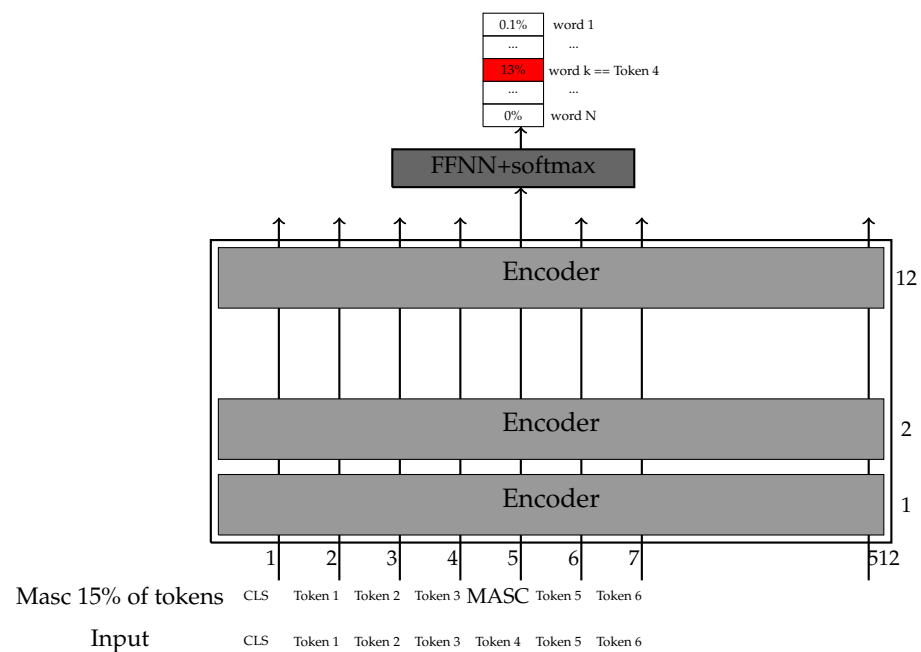 0.1% word 1
... ...
13% word k == Token 4
... ...
0% word N
FFNN+softmax
Encoder 12
Encoder 2
Encoder 1
1 2 3 4 5 6 7 512
Masc 15% of tokens CLS Token 1 Token 2 Token 3 MASC Token 5 Token 6
Input CLS Token 1 Token 2 Token 3 Token 4 Token 5 Token 6